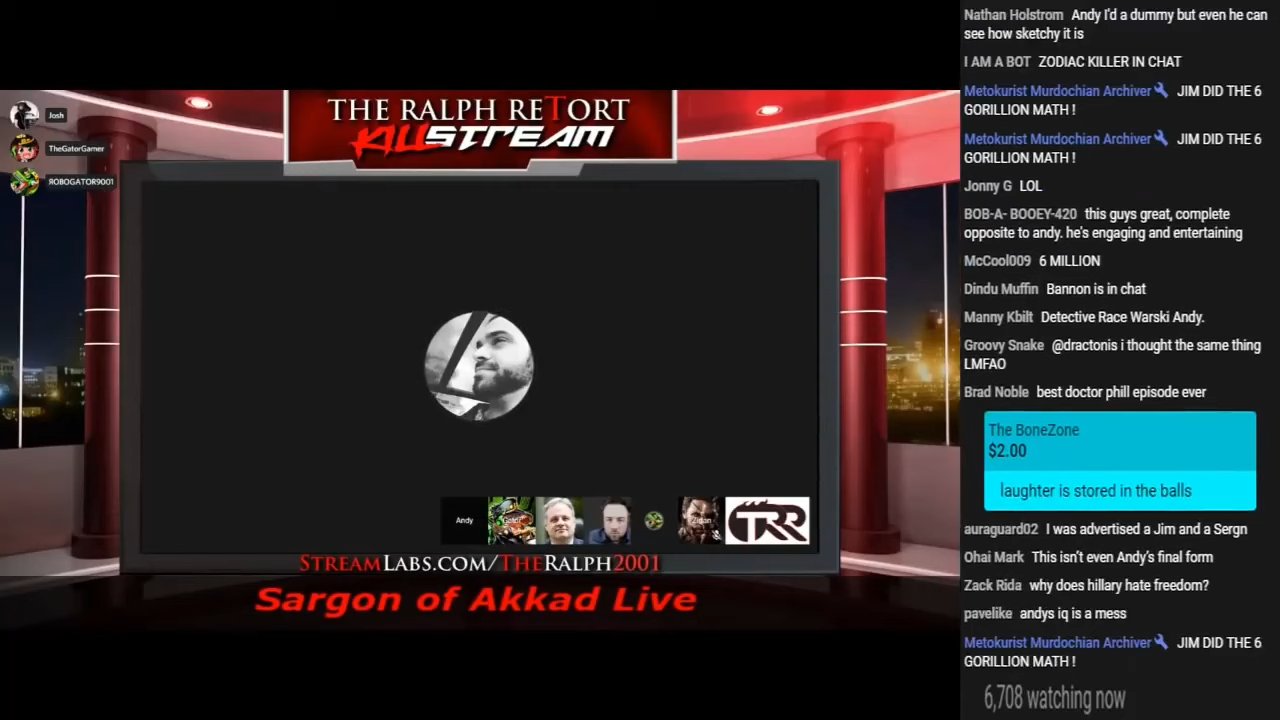 Josh
TheGatorGamer
ROBOGATOR9001
THE RALPH RETORT
KILLSTREAM
Andy
TRR
STREAMLABS.COM/THERALPH2001
Sargon of Akkad Live
Nathan Holstrom Andy I'd a dummy but even he can
see how sketchy it is
I AM A BOT ZODIAC KILLER IN CHAT
Metokurist Murdochian Archiver JIM DID THE 6
GORILLION MATH !
Metokurist Murdochian Archiver JIM DID THE 6
GORILLION MATH !
Jonny G LOL
BOB-A- BOOEY-420 this guys great, complete
opposite to andy. he's engaging and entertaining
McCool009 6 MILLION
Dindu Muffin Bannon is in chat
Manny Kbilt Detective Race Warski Andy.
Groovy Snake @dractonis i thought the same thing
LMFAO
Brad Noble best doctor phill episode ever
The BoneZone
$2.00
laughter is stored in the balls
auraguard02 I was advertised a Jim and a Sergn
Ohai Mark This isn't even Andy's final form
Zack Rida why does hillary hate freedom?
pavelike andys iq is a mess
Metokurist Murdochian Archiver JIM DID THE 6
GORILLION MATH !
6,708 watching now